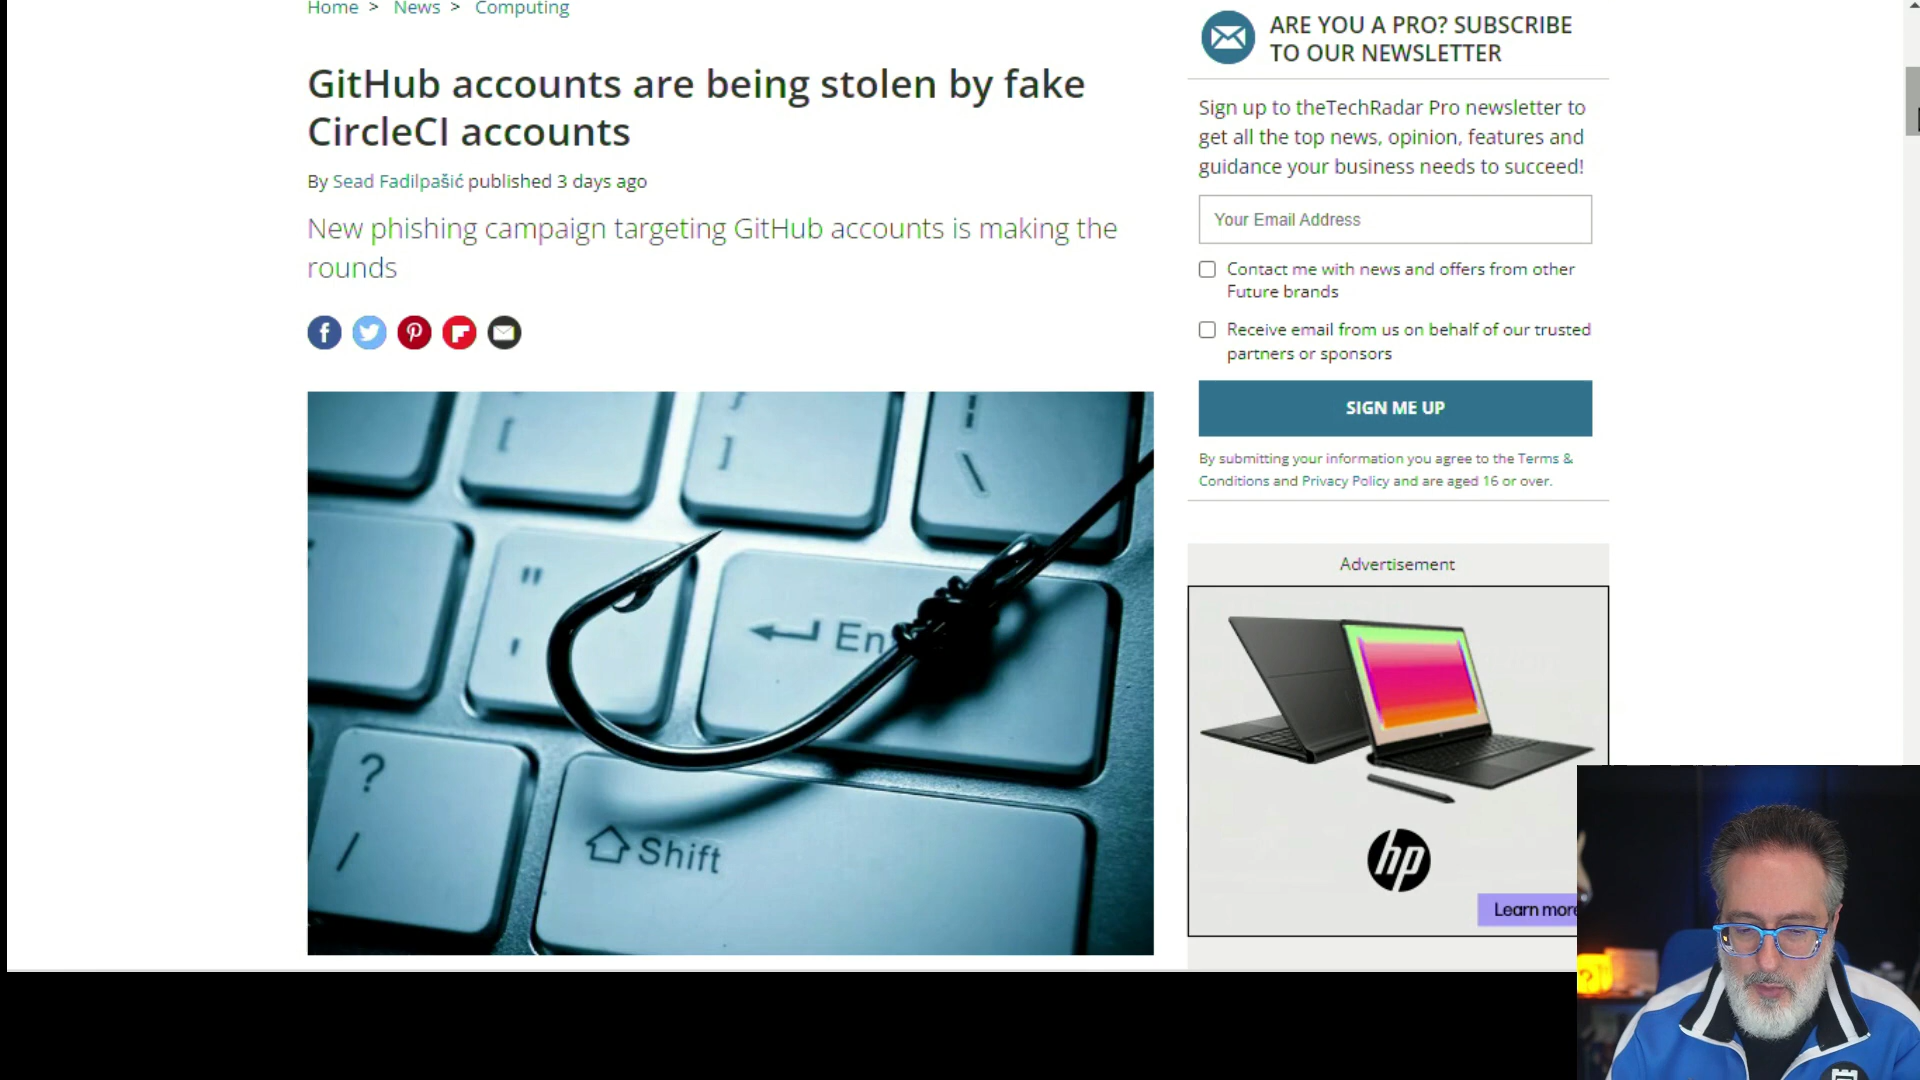 Home > News > Computing
GitHub accounts are being stolen by fake
CircleCI accounts
By Sead Fadilpašić published 3 days ago
New phishing campaign targeting GitHub accounts is making the
rounds
" '
En
? /
Shift
ARE YOU A PRO? SUBSCRIBE
TO OUR NEWSLETTER
Sign up to theTechRadar Pro newsletter to
get all the top news, opinion, features and
guidance your business needs to succeed!
Your Email Address
Contact me with news and offers from other
Future brands
Receive email from us on behalf of our trusted
partners or sponsors
SIGN ME UP
By submitting your information you agree to the Terms &
Conditions and Privacy Policy and are aged 16 or over.
Advertisement
hp
Learn more